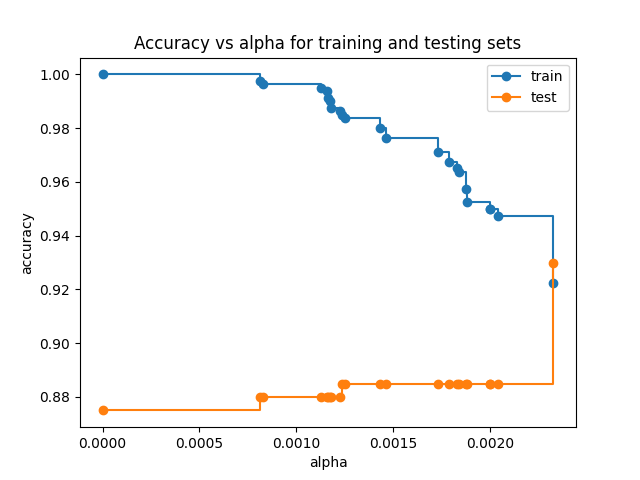 Accuracy vs alpha for training and testing sets
train
test
1.00
0.98
0.96
0.94
0.92
0.90
0.88
accuracy
0.0000
0.0005
0.0010
0.0015
0.0020
alpha